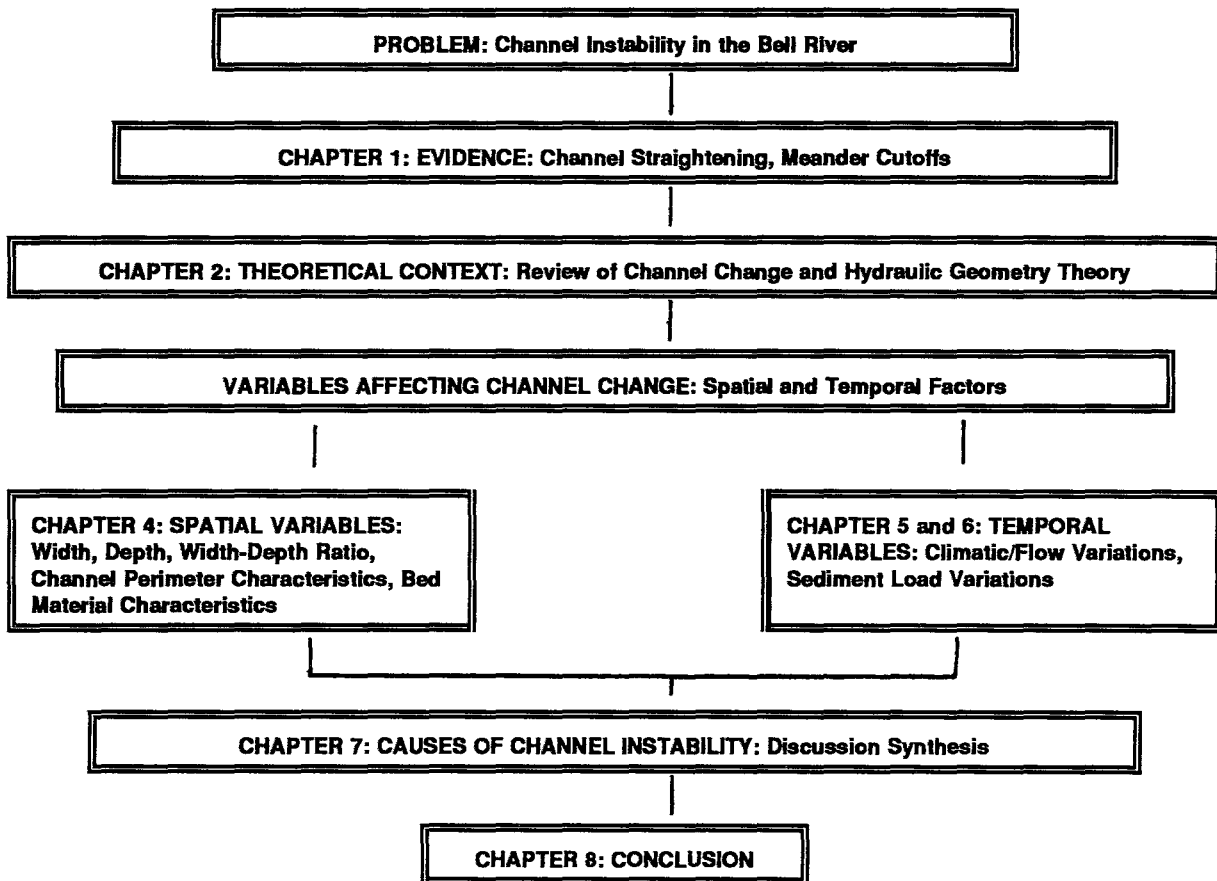 PROBLEM: Channel Instability in the Bell River
CHAPTER 1: EVIDENCE: Channel Straightening, Meander Cutoffs
CHAPTER 2: THEORETICAL CONTEXT: Review of Channel Change and Hydraulic Geometry Theory
VARIABLES AFFECTING CHANNEL CHANGE: Spatial and Temporal Factors
CHAPTER 4: SPATIAL VARIABLES:
Width, Depth, Width-Depth Ratio,
Channel Perimeter Characteristics, Bed
Material Characteristics
CHAPTER 5 and 6: TEMPORAL
VARIABLES: Climatic/Flow Variations,
Sediment Load Variations
CHAPTER 7: CAUSES OF CHANNEL INSTABILITY: Discussion Synthesis
CHAPTER 8: CONCLUSION